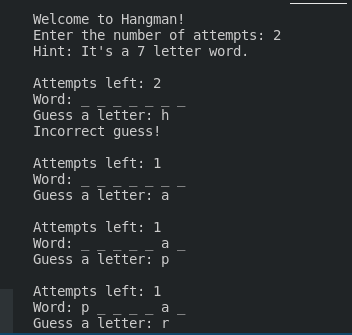 Welcome to Hangman!
Enter the number of attempts: 2
Hint: It's a 7 letter word.
Attempts left: 2
Word: _ _ _ _ _ _ _
Guess a letter: h
Incorrect guess!
Attempts left: 1
Word: _ _ _ _ _ _ _
Guess a letter: a
Attempts left: 1
Word: _ _ _ _ _ a _
Guess a letter: p
Attempts left: 1
Word: p _ _ _ _ a _
Guess a letter: r